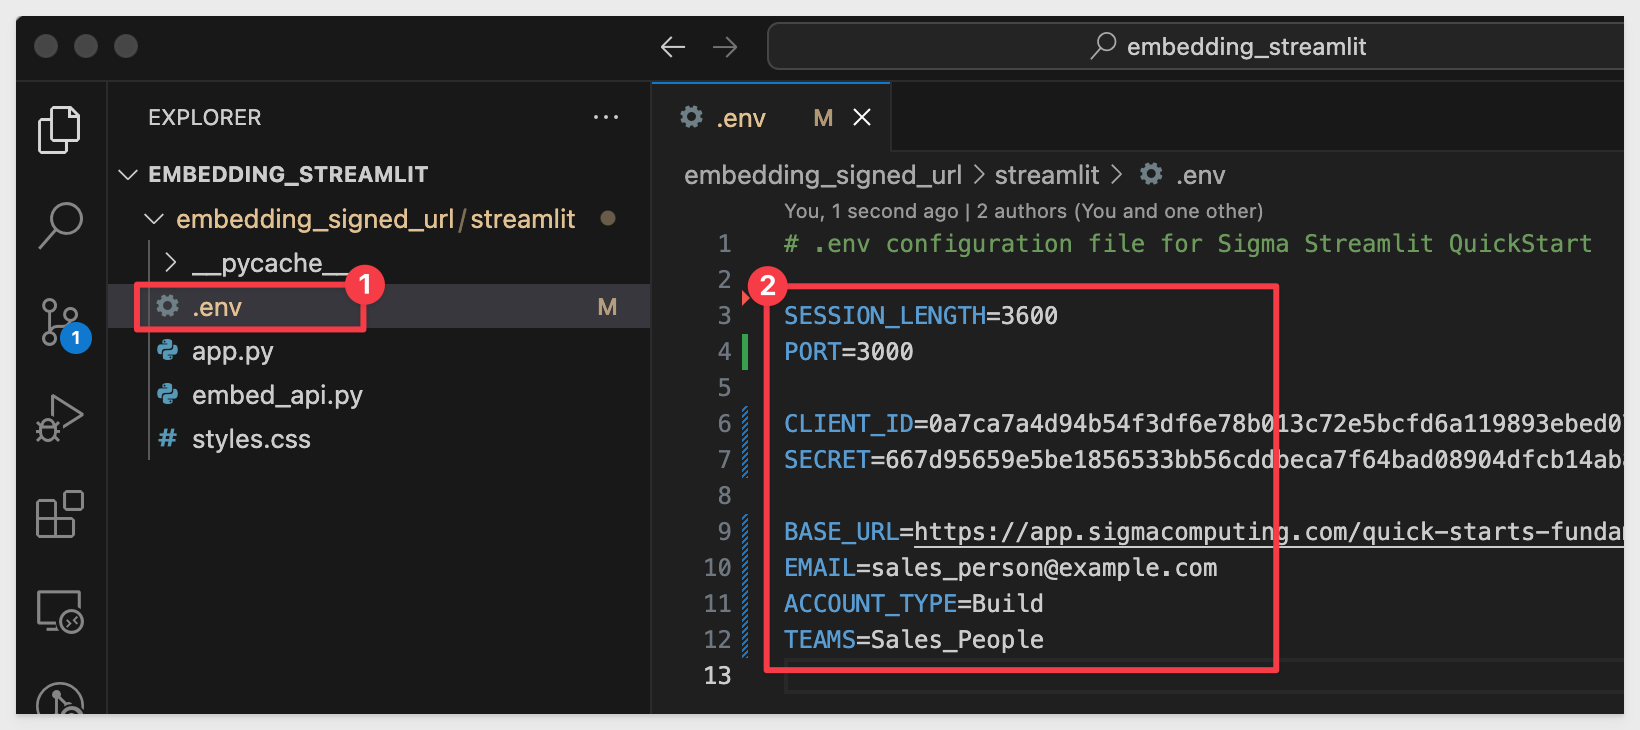 embedding_streamlit
EXPLORER
.env M
EMBEDDING_STREAMLIT
embedding_signed_url/streamlit
__pycache__
1
.env M
app.py
embed_api.py
# styles.css
1
embedding_signed_url > streamlit > .env
You, 1 second ago | 2 authors (You and one other)
1 # .env configuration file for Sigma Streamlit QuickStart
2
2
3 SESSION_LENGTH=3600
4 PORT=3000
5
6 CLIENT_ID=0a7ca7a4d94b54f3df6e78b013c72e5bcfd6a119893ebed0
7 SECRET=667d95659e5be1856533bb56cddbeca7f64bad08904dfcb14ab
8
9 BASE_URL=https://app.sigmacomputing.com/quick-starts-funda
10 EMAIL=sales_person@example.com
11 ACCOUNT_TYPE=Build
12 TEAMS=Sales_People
13